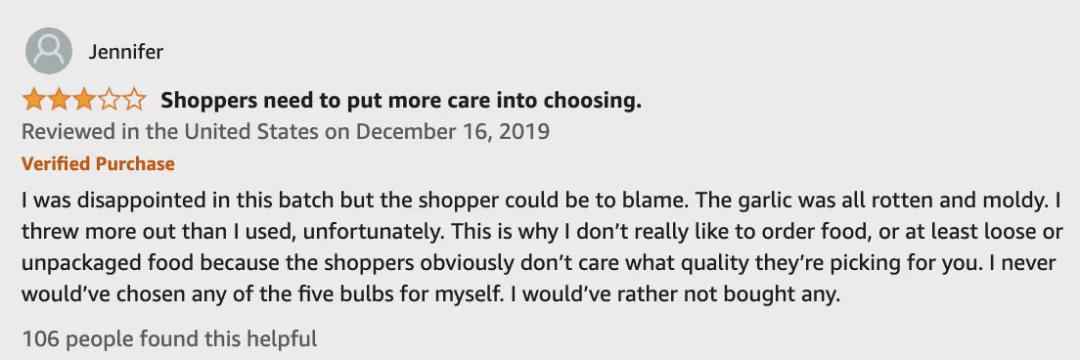 Jennifer
Shoppers need to put more care into choosing.
Reviewed in the United States on December 16, 2019
Verified Purchase
I was disappointed in this batch but the shopper could be to blame. The garlic was all rotten and moldy. I
threw more out than I used, unfortunately. This is why I don’t really like to order food, or at least loose or
unpackaged food because the shoppers obviously don’t care what quality they’re picking for you. I never
would’ve chosen any of the five bulbs for myself. I would’ve rather not bought any.
106 people found this helpful